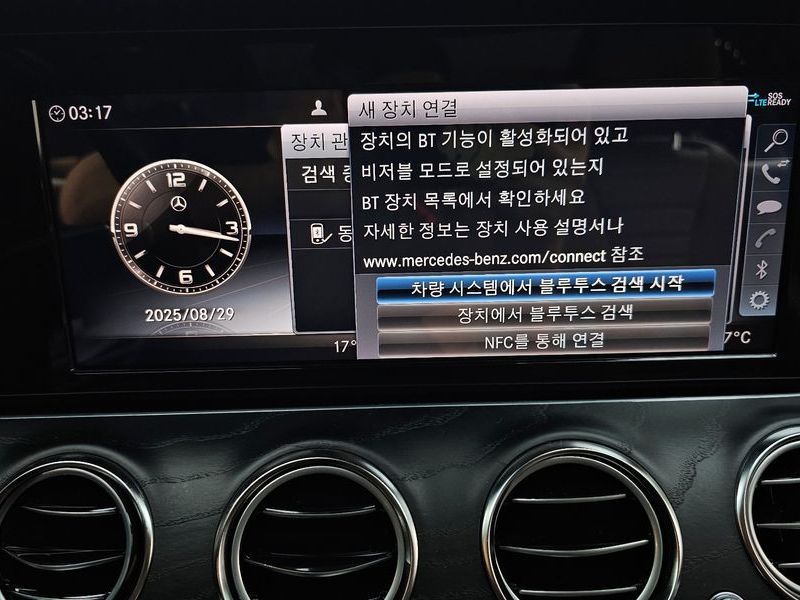 03:17
12
3
6
9
2025/08/29
장치 관
검색
동
17°
새 장치 연결
장치의 BT 기능이 활성화되어 있고
비저블 모드로 설정되어 있는지
BT 장치 목록에서 확인하세요
자세한 정보는 장치 사용 설명서나
www.mercedes-benz.com/connect 참조
차량 시스템에서 블루투스 검색 시작
장치에서 블루투스 검색
NFC를 통해 연결
SOS
LTE READY
7°C